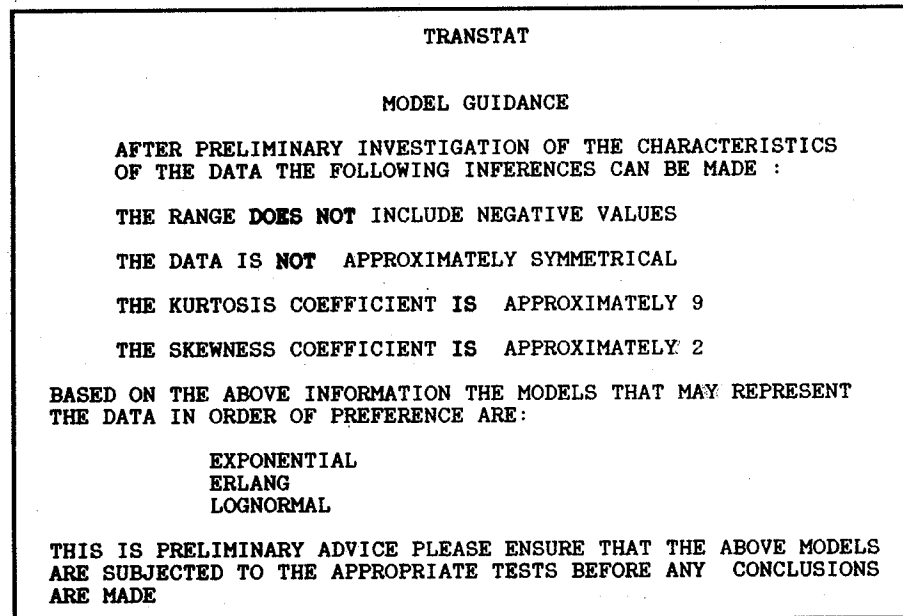 TRANSTAT
MODEL GUIDANCE
AFTER PRELIMINARY INVESTIGATION OF THE CHARACTERISTICS
OF THE DATA THE FOLLOWING INFERENCES CAN BE MADE :
THE RANGE DOES NOT INCLUDE NEGATIVE VALUES
THE DATA IS NOT APPROXIMATELY SYMMETRICAL
THE KURTOSIS COEFFICIENT IS APPROXIMATELY 9
THE SKEWNESS COEFFICIENT IS APPROXIMATELY 2
BASED ON THE ABOVE INFORMATION THE MODELS THAT MAY REPRESENT
THE DATA IN ORDER OF PREFERENCE ARE:
EXPONENTIAL
ERLANG
LOGNORMAL
THIS IS PRELIMINARY ADVICE PLEASE ENSURE THAT THE ABOVE MODELS
ARE SUBJECTED TO THE APPROPRIATE TESTS BEFORE ANY CONCLUSIONS
ARE MADE